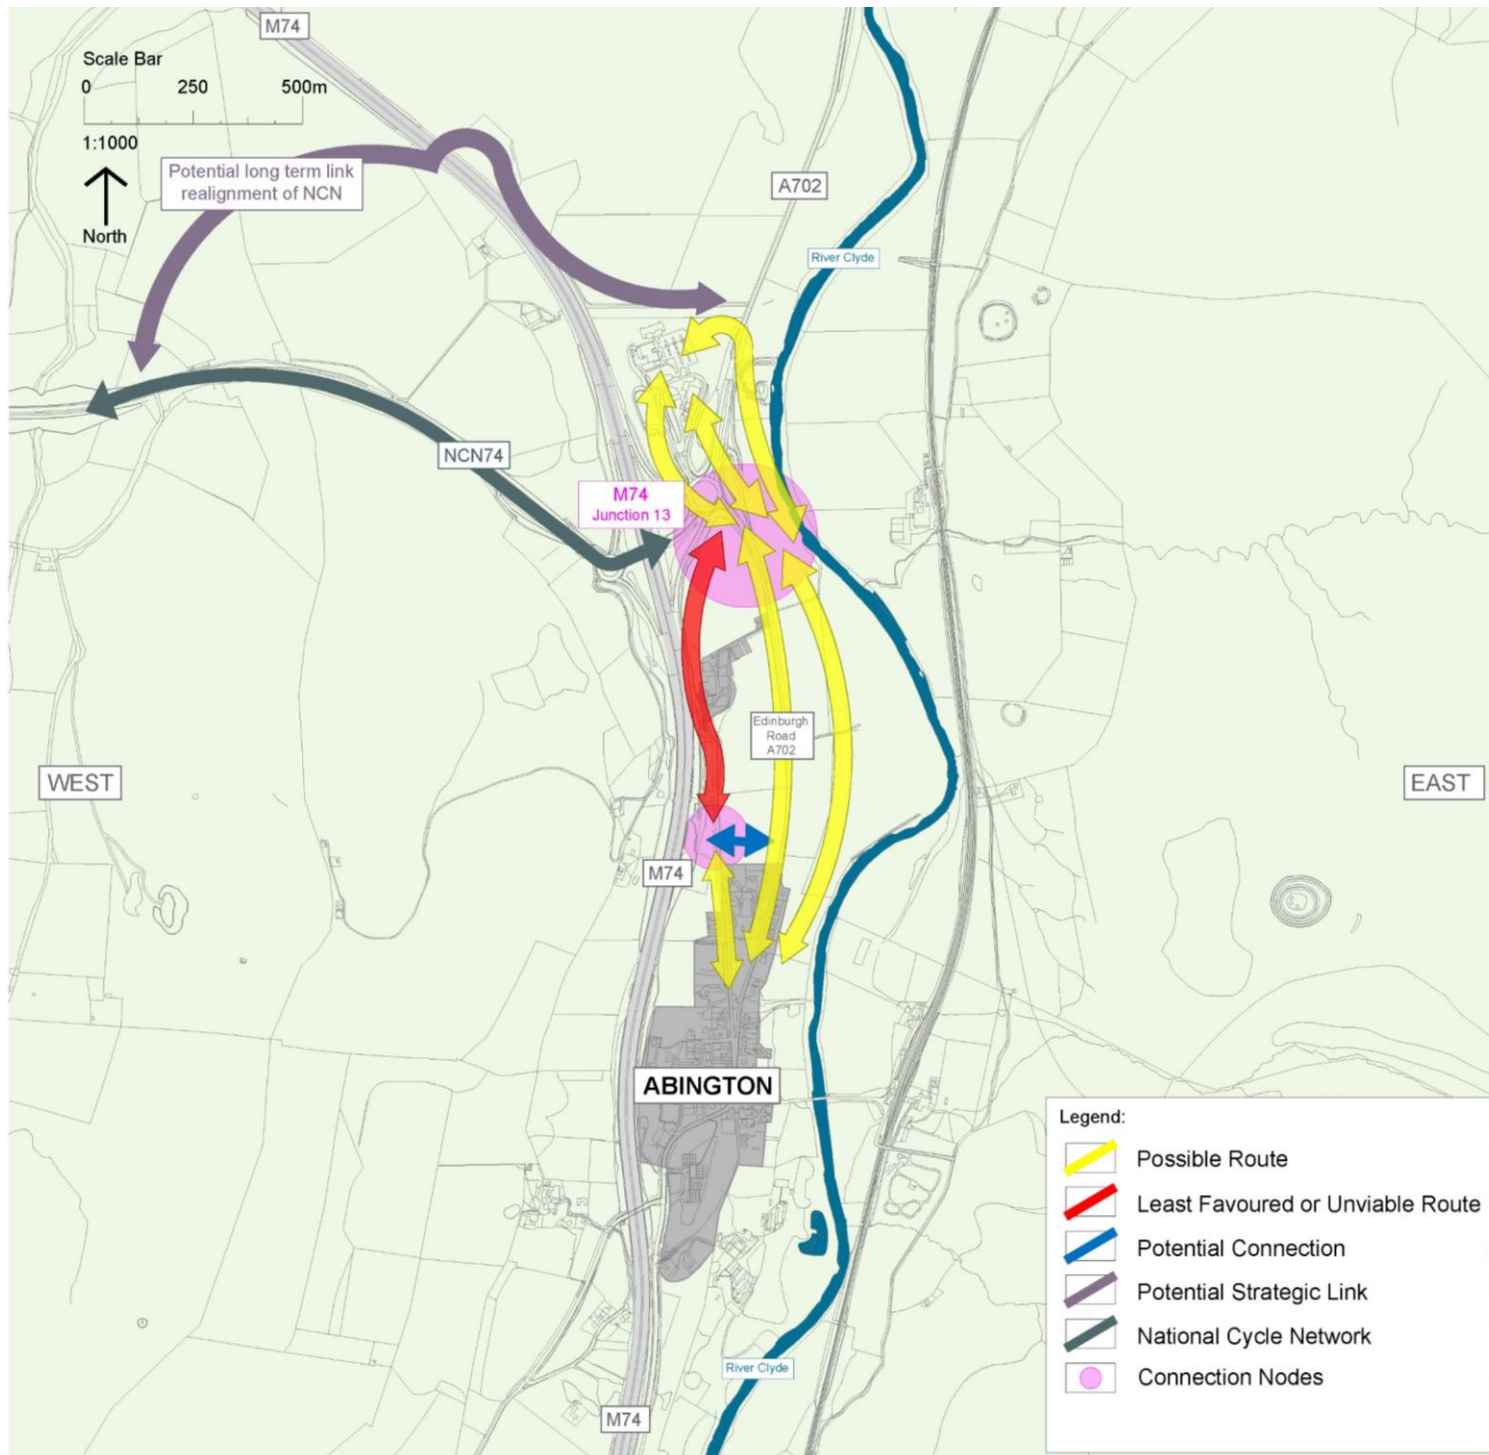 M74
Scale Bar
0 250 500m
1:1000
North
Potential long term link
realignment of NCN
A702
River Clyde
NCN74
M74
Junction 13
Edinburgh
Road
A702
WEST
EAST
M74
ABINGTON
River Clyde
M74
Legend:
Possible Route
Least Favoured or Unviable Route
Potential Connection
Potential Strategic Link
National Cycle Network
Connection Nodes